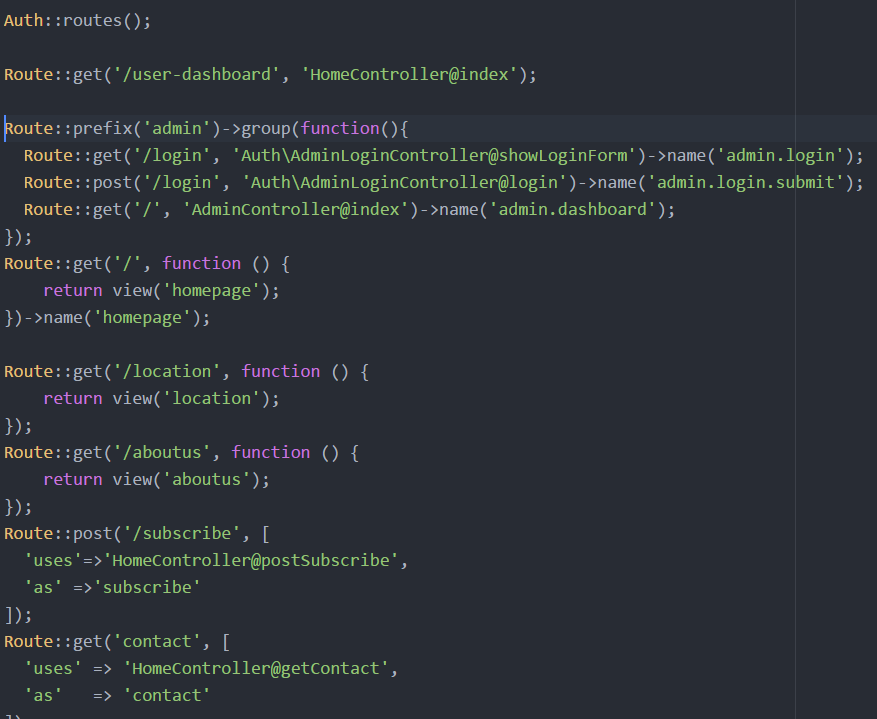 Auth::routes();
Route::get('/user-dashboard', 'HomeController@index');
Route::prefix('admin')->group(function(){
  Route::get('/login', 'Auth\AdminLoginController@showLoginForm')->name('admin.login');
  Route::post('/login', 'Auth\AdminLoginController@login')->name('admin.login.submit');
  Route::get('/', 'AdminController@index')->name('admin.dashboard');
});
Route::get('/', function () {
    return view('homepage');
})->name('homepage');
Route::get('/location', function () {
    return view('location');
});
Route::get('/aboutus', function () {
    return view('aboutus');
});
Route::post('/subscribe', [
  'uses'=>'HomeController@postSubscribe',
  'as' =>'subscribe'
]);
Route::get('contact', [
  'uses' => 'HomeController@getContact',
  'as'   => 'contact'